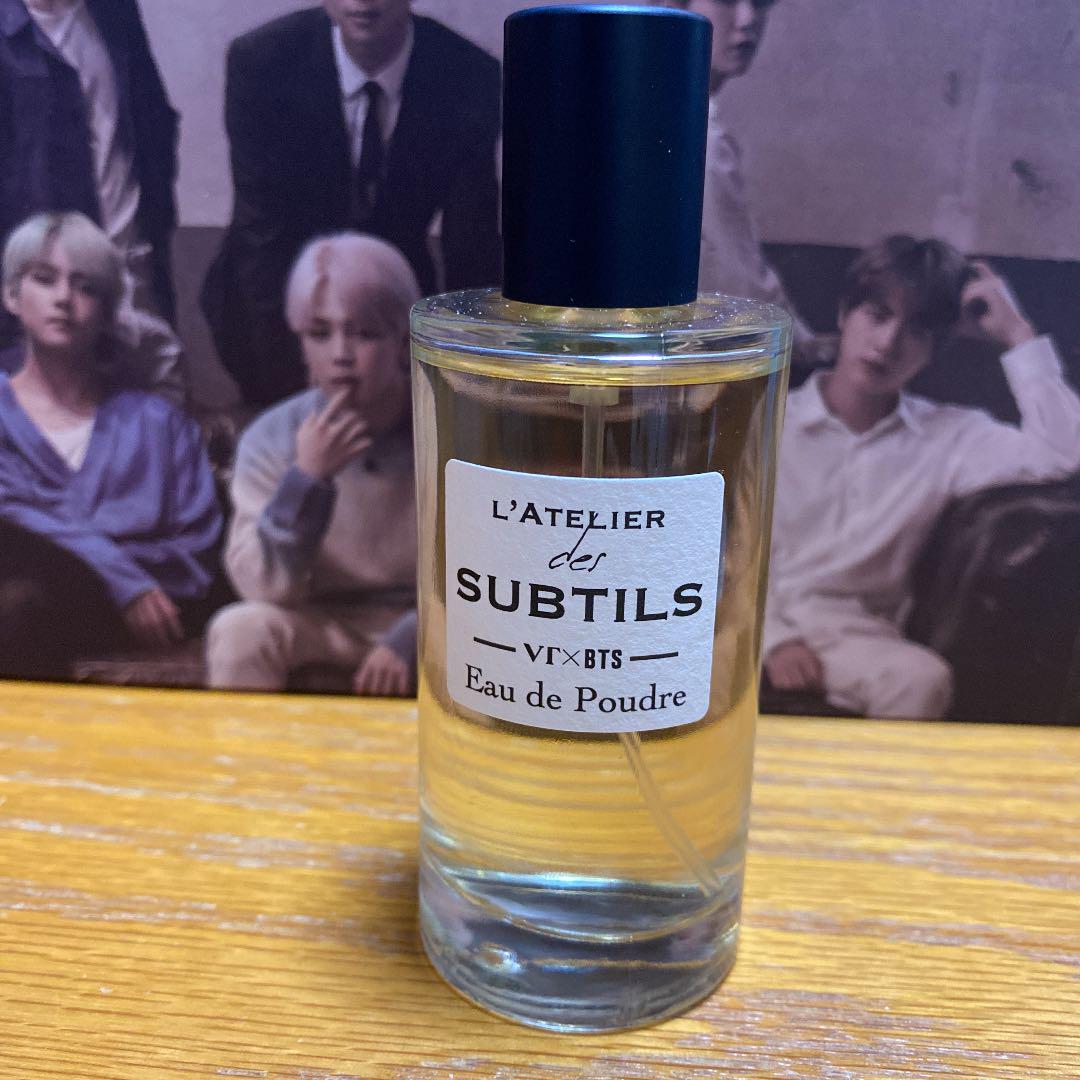 L'ATELIER
des
SUBTILS
VT×BTS
Eau de Poudre